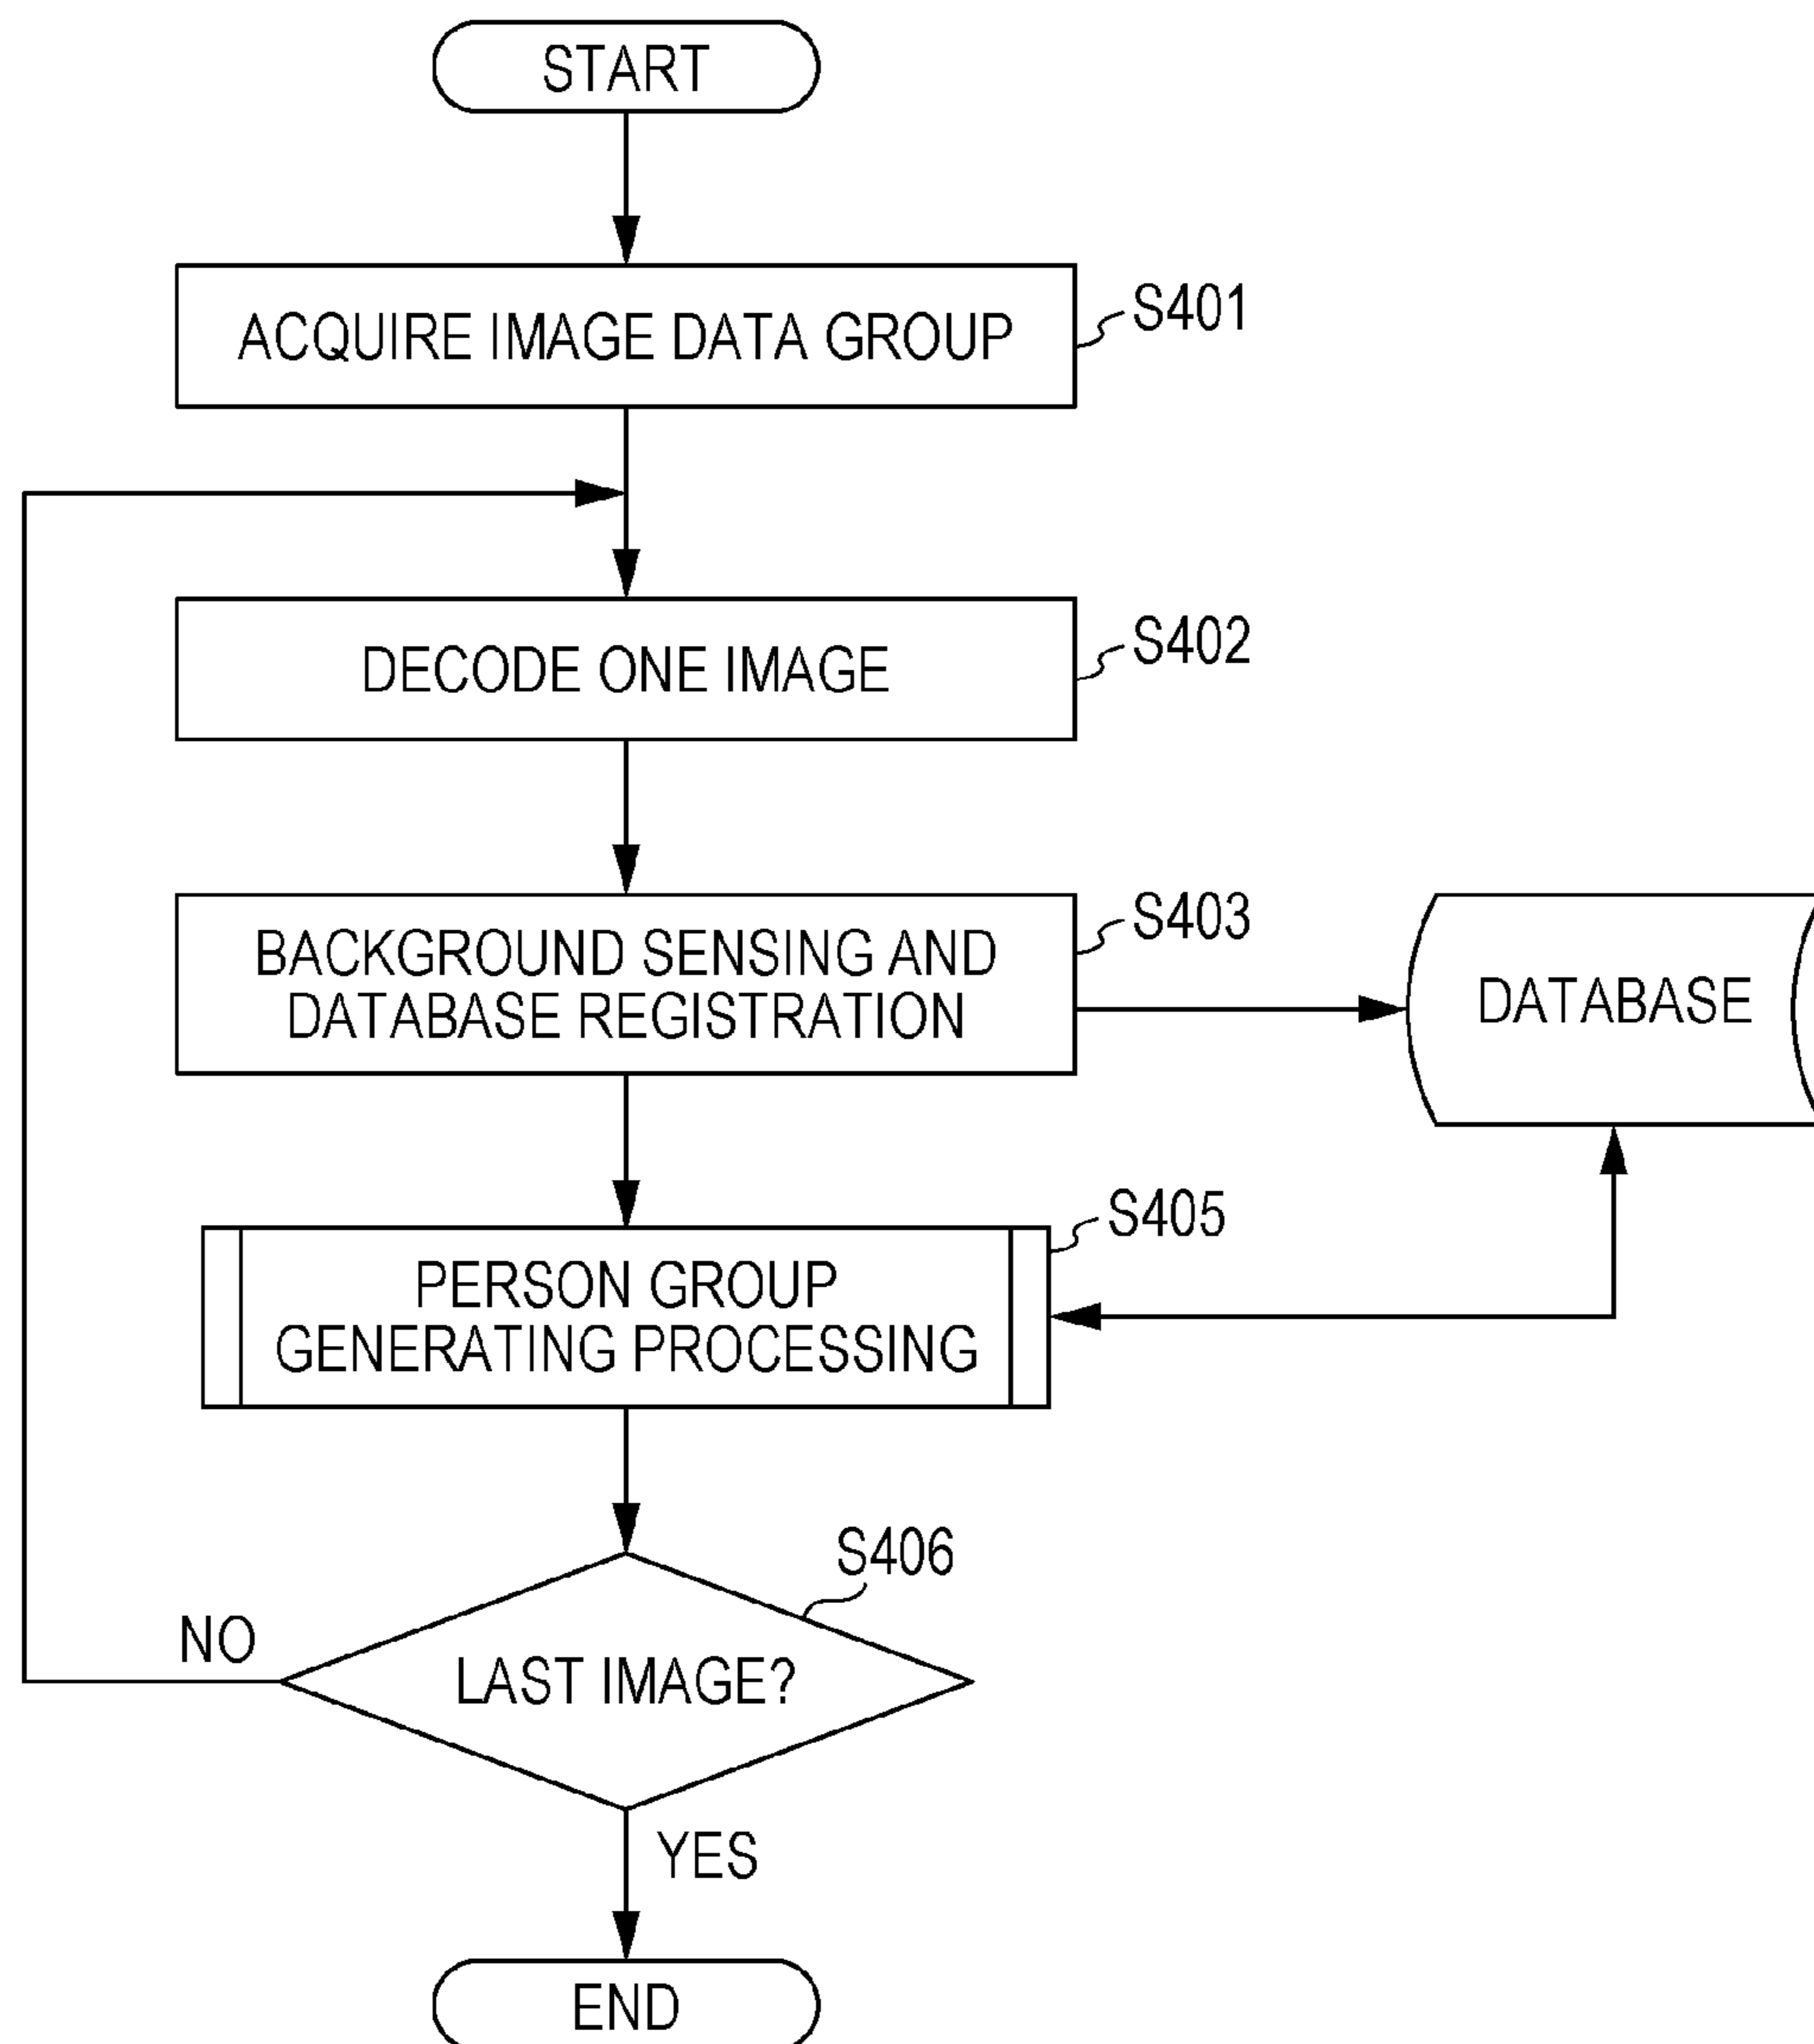 START
ACQUIRE IMAGE DATA GROUP
S401
DECODE ONE IMAGE
S402
BACKGROUND SENSING AND
DATABASE REGISTRATION
S403
DATABASE
PERSON GROUP
GENERATING PROCESSING
S405
S406
LAST IMAGE?
NO
YES
END